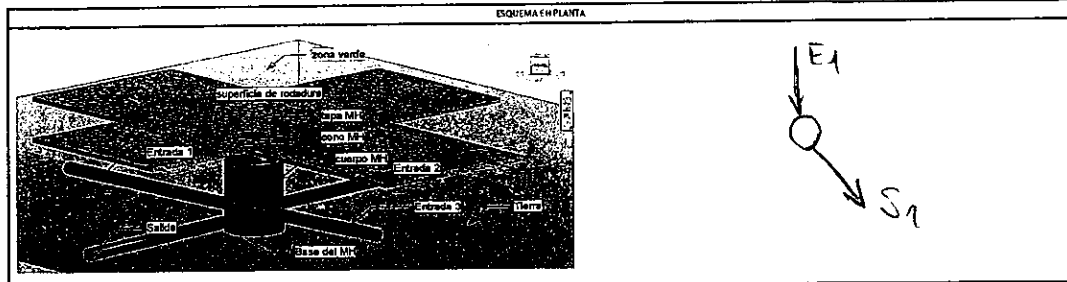 ESQUEMA EN PLANTA
zona verde
superficie de rodadura
tapa MH
cono MH
cuerpo MH
Entrada 1
Entrada 2
Entrada 3
Tierra
Salida
Base del MH
E1
S1